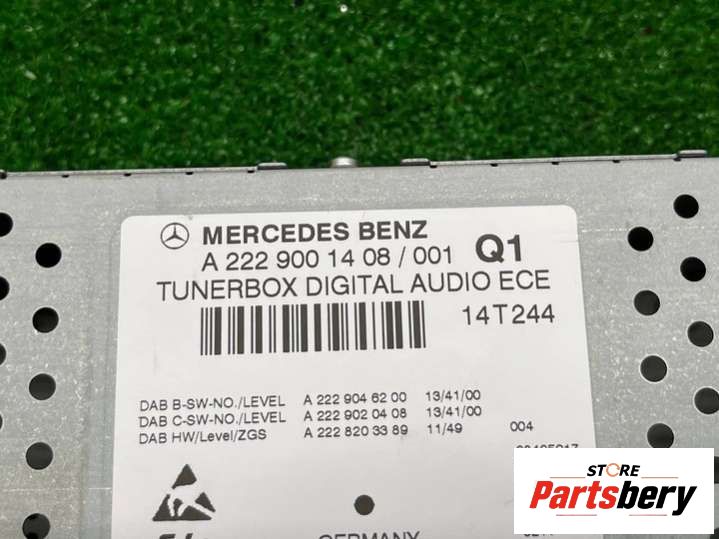 MERCEDES BENZ
A 222 900 14 08 / 001 Q1
TUNERBOX DIGITAL AUDIO ECE
14T244
DAB B-SW-NO./LEVEL A 222 904 62 00 13/41/00
DAB C-SW-NO./LEVEL A 222 902 04 08 13/41/00
DAB HW/Level/ZGS A 222 820 33 89 11/49 004
GERMANY
STORE
Partsbery